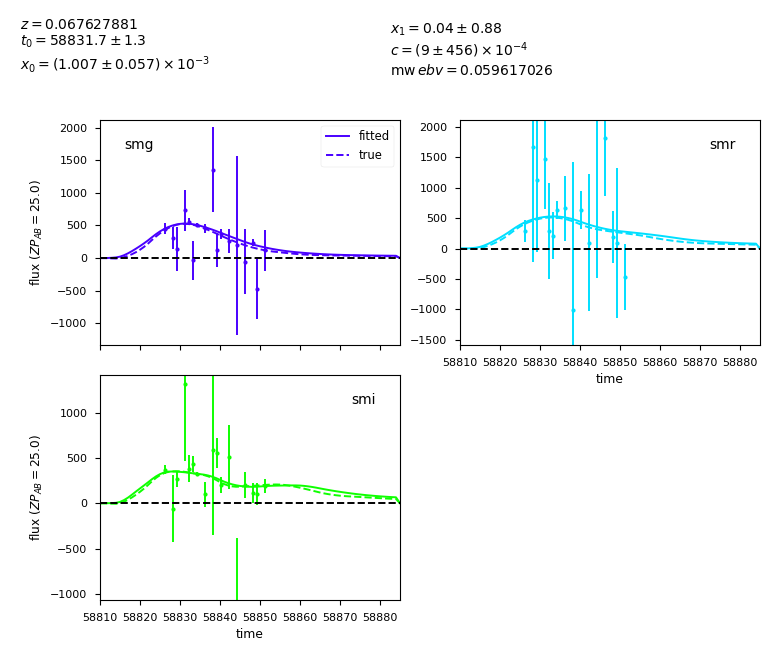 z = 0.067627881
t₀ = 58831.7 ± 1.3
x₀ = (1.007 ± 0.057) × 10⁻³
x₁ = 0.04 ± 0.88
c = (9 ± 456) × 10⁻⁴
mw ebv = 0.059617026
smg
fitted
true
2000
1500
1000
500
0
−500
−1000
flux (ZP_AB = 25.0)
smr
2000
1500
1000
500
0
−500
−1000
−1500
58810 58820 58830 58840 58850 58860 58870 58880
time
smi
1000
500
0
−500
−1000
flux (ZP_AB = 25.0)
58810 58820 58830 58840 58850 58860 58870 58880
time